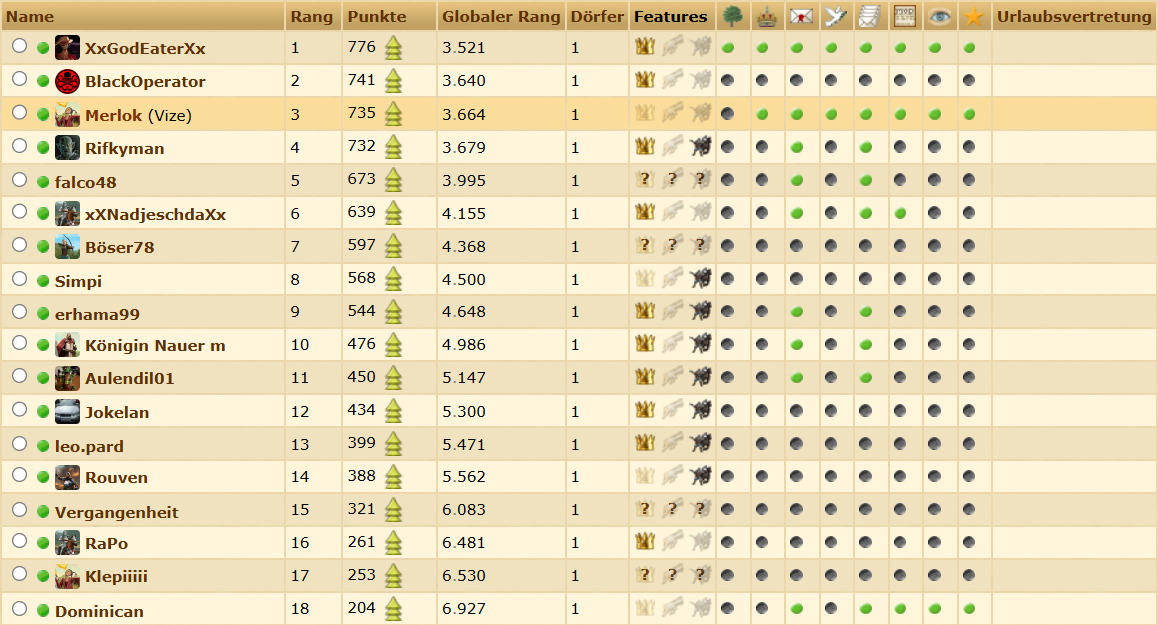 Name Rang Punkte Globaler Rang Dörfer Features Urlaubsvertretung
XxGodEaterXx 1 776 3.521 1
BlackOperator 2 741 3.640 1
Merlok (Vize) 3 735 3.664 1
Rifkyman 4 732 3.679 1
falco48 5 673 3.995 1 ? ? ?
xXNadjeschdaXx 6 639 4.155 1
Böser78 7 597 4.368 1 ? ? ?
Simpi 8 568 4.500 1
erhama99 9 544 4.648 1
Königin Nauer m 10 476 4.986 1
Aulendil01 11 450 5.147 1
Jokelan 12 434 5.300 1
leo.pard 13 399 5.471 1
Rouven 14 388 5.562 1
Vergangenheit 15 321 6.083 1 ? ? ?
RaPo 16 261 6.481 1
Klepiiiii 17 253 6.530 1 ? ? ?
Dominican 18 204 6.927 1